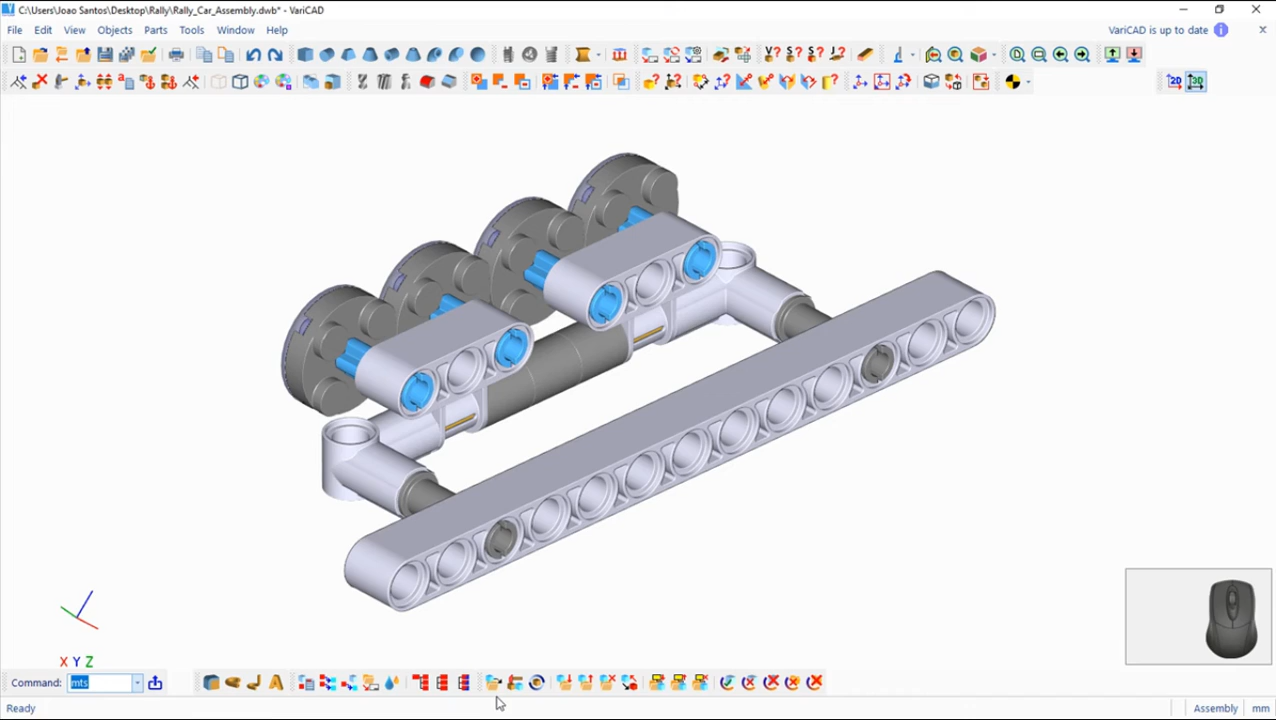 C:\Users\Joao Santos\Desktop\Rally\Rally_Car_Assembly.dwb* - VariCAD
File Edit View Objects Parts Tools Window Help
VariCAD is up to date
X Y Z
Command: mts
Ready
Assembly mm